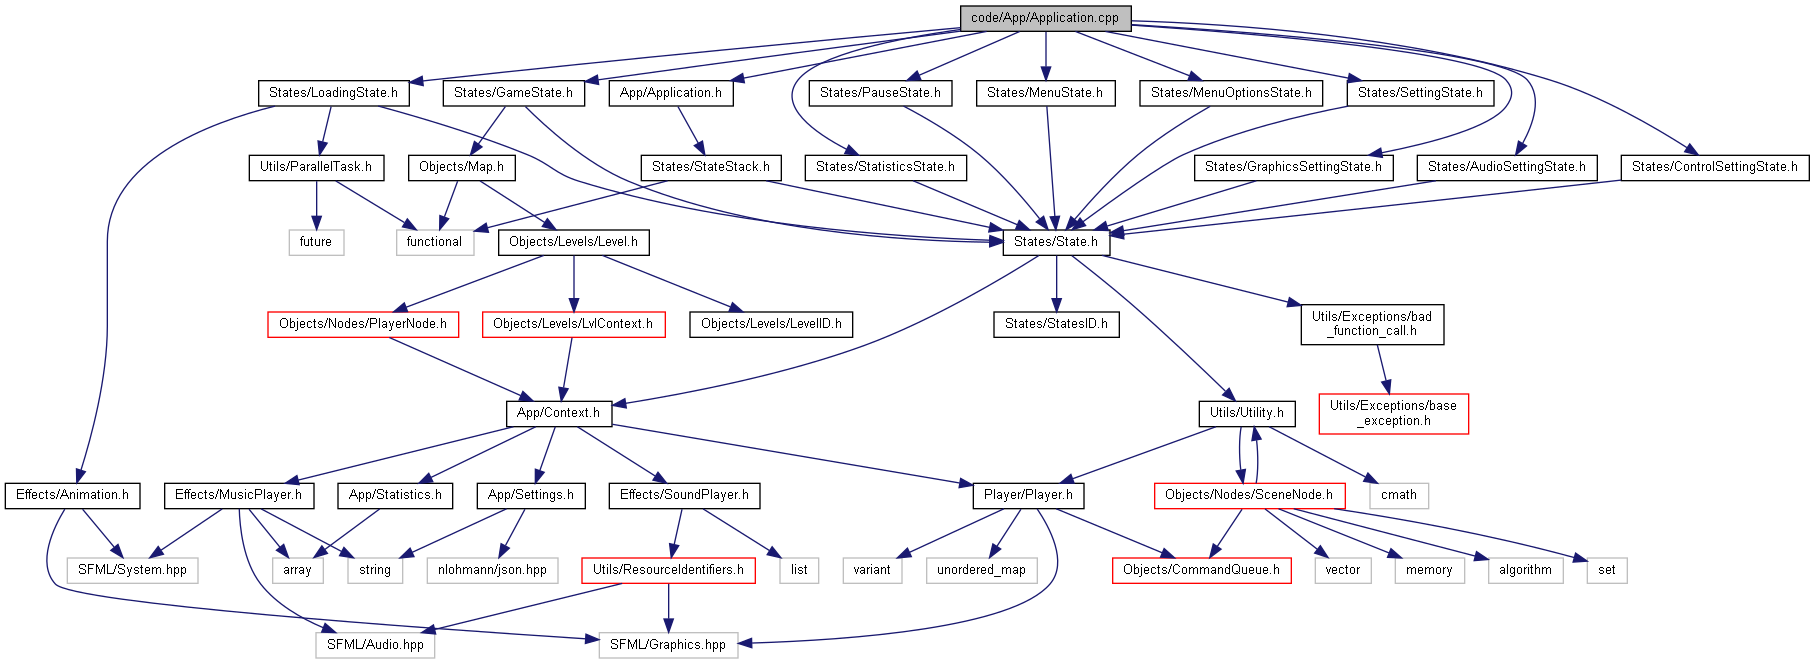 code/App/Application.cpp
States/LoadingState.h
States/GameState.h
App/Application.h
States/PauseState.h
States/MenuState.h
States/MenuOptionsState.h
States/SettingState.h
Utils/ParallelTask.h
Objects/Map.h
States/StateStack.h
States/StatisticsState.h
States/GraphicsSettingState.h
States/AudioSettingState.h
States/ControlSettingState.h
future
functional
Objects/Levels/Level.h
States/State.h
Objects/Nodes/PlayerNode.h
Objects/Levels/LvlContext.h
Objects/Levels/LevelID.h
States/StatesID.h
Utils/Exceptions/bad
_function_call.h
App/Context.h
Utils/Utility.h
Utils/Exceptions/base
_exception.h
Effects/Animation.h
Effects/MusicPlayer.h
App/Statistics.h
App/Settings.h
Effects/SoundPlayer.h
Player/Player.h
Objects/Nodes/SceneNode.h
cmath
SFML/System.hpp
array
string
nlohmann/json.hpp
Utils/ResourceIdentifiers.h
list
variant
unordered_map
Objects/CommandQueue.h
vector
memory
algorithm
set
SFML/Audio.hpp
SFML/Graphics.hpp